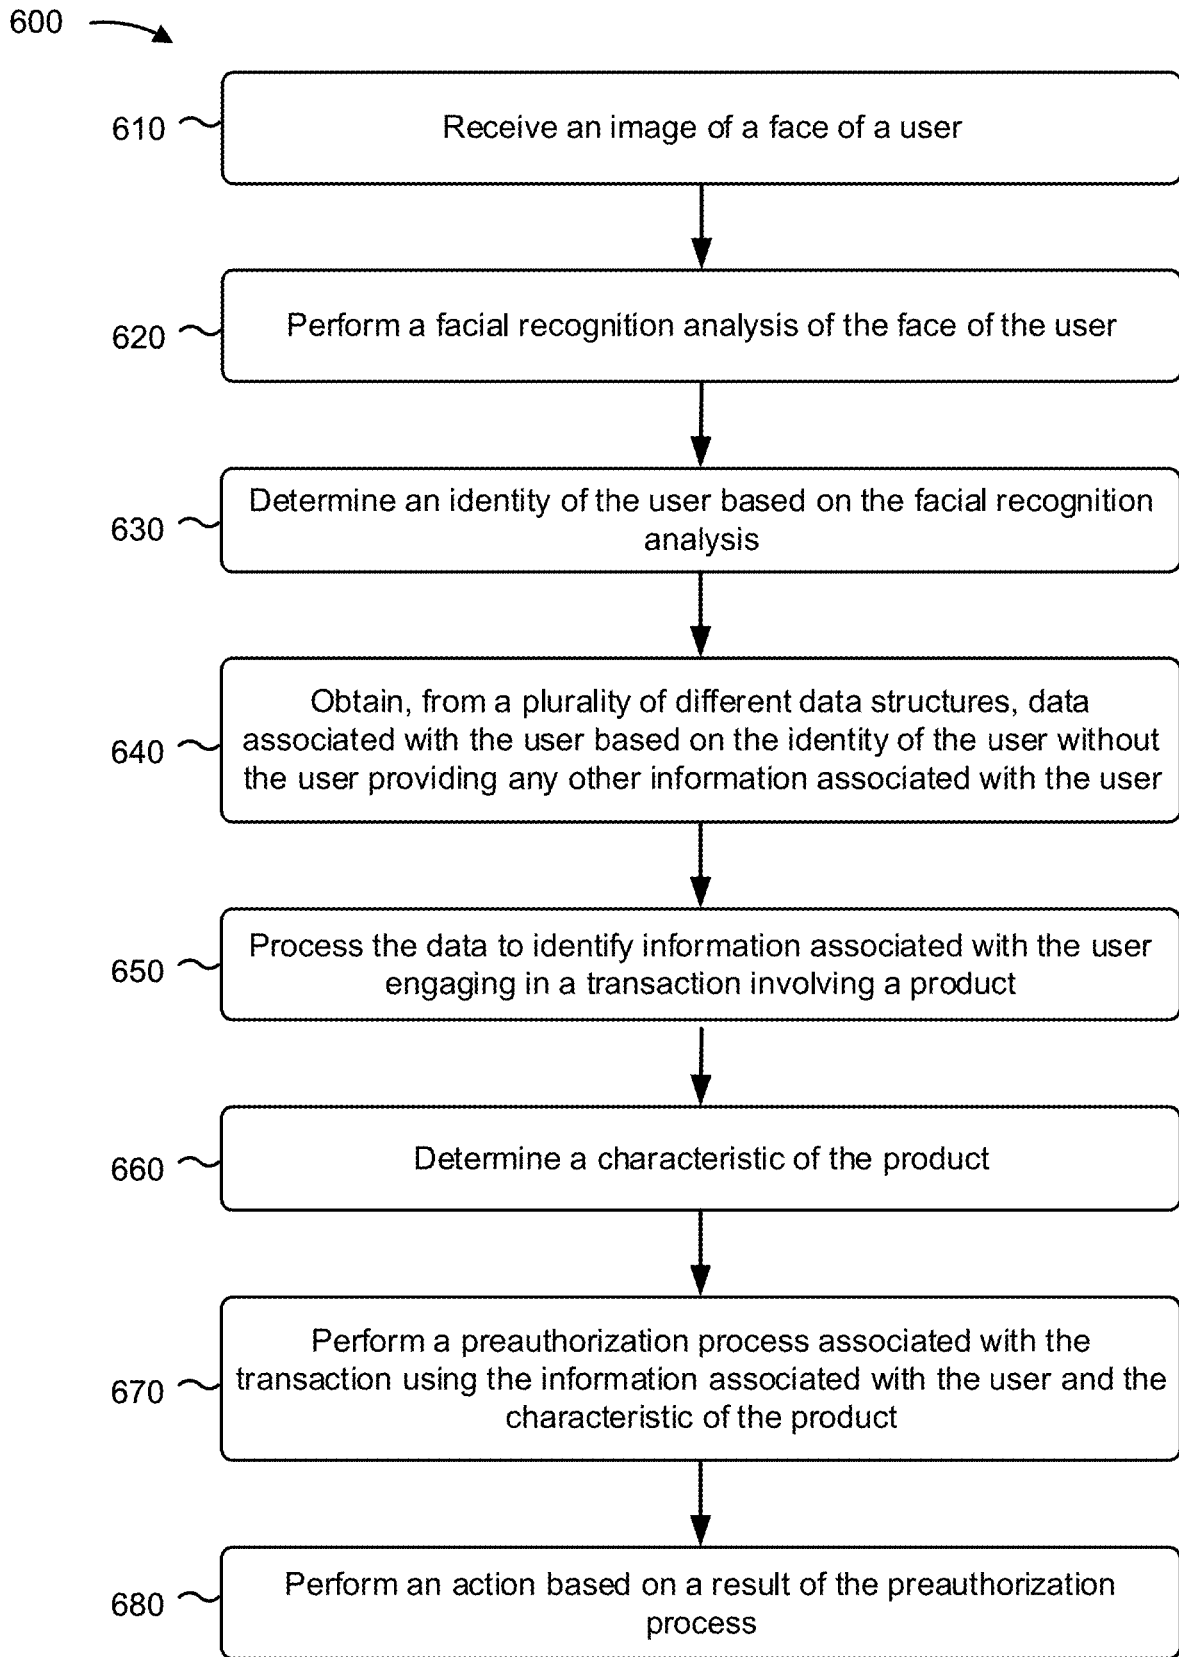 600
610
Receive an image of a face of a user
620
Perform a facial recognition analysis of the face of the user
630
Determine an identity of the user based on the facial recognition
analysis
640
Obtain, from a plurality of different data structures, data
associated with the user based on the identity of the user without
the user providing any other information associated with the user
650
Process the data to identify information associated with the user
engaging in a transaction involving a product
660
Determine a characteristic of the product
670
Perform a preauthorization process associated with the
transaction using the information associated with the user and the
characteristic of the product
680
Perform an action based on a result of the preauthorization
process